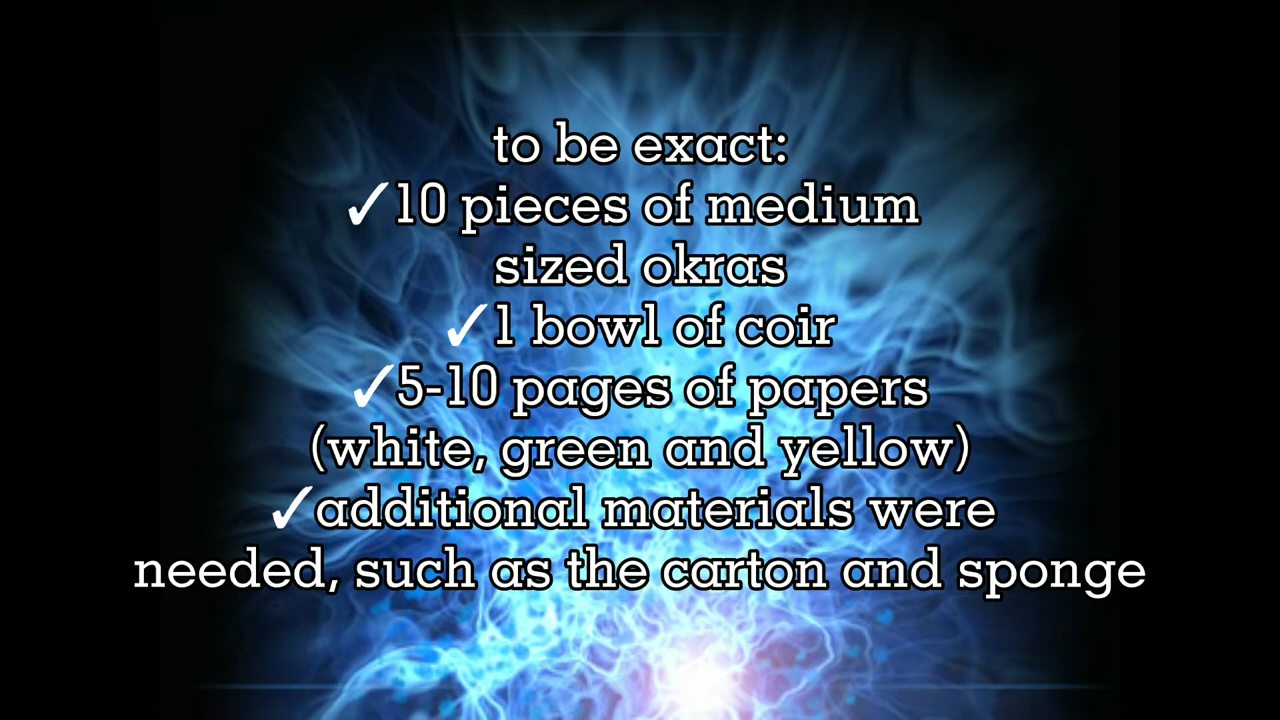 to be exact:
✓10 pieces of medium
sized okras
✓1 bowl of coir
✓5-10 pages of papers
(white, green and yellow)
✓additional materials were
needed, such as the carton and sponge